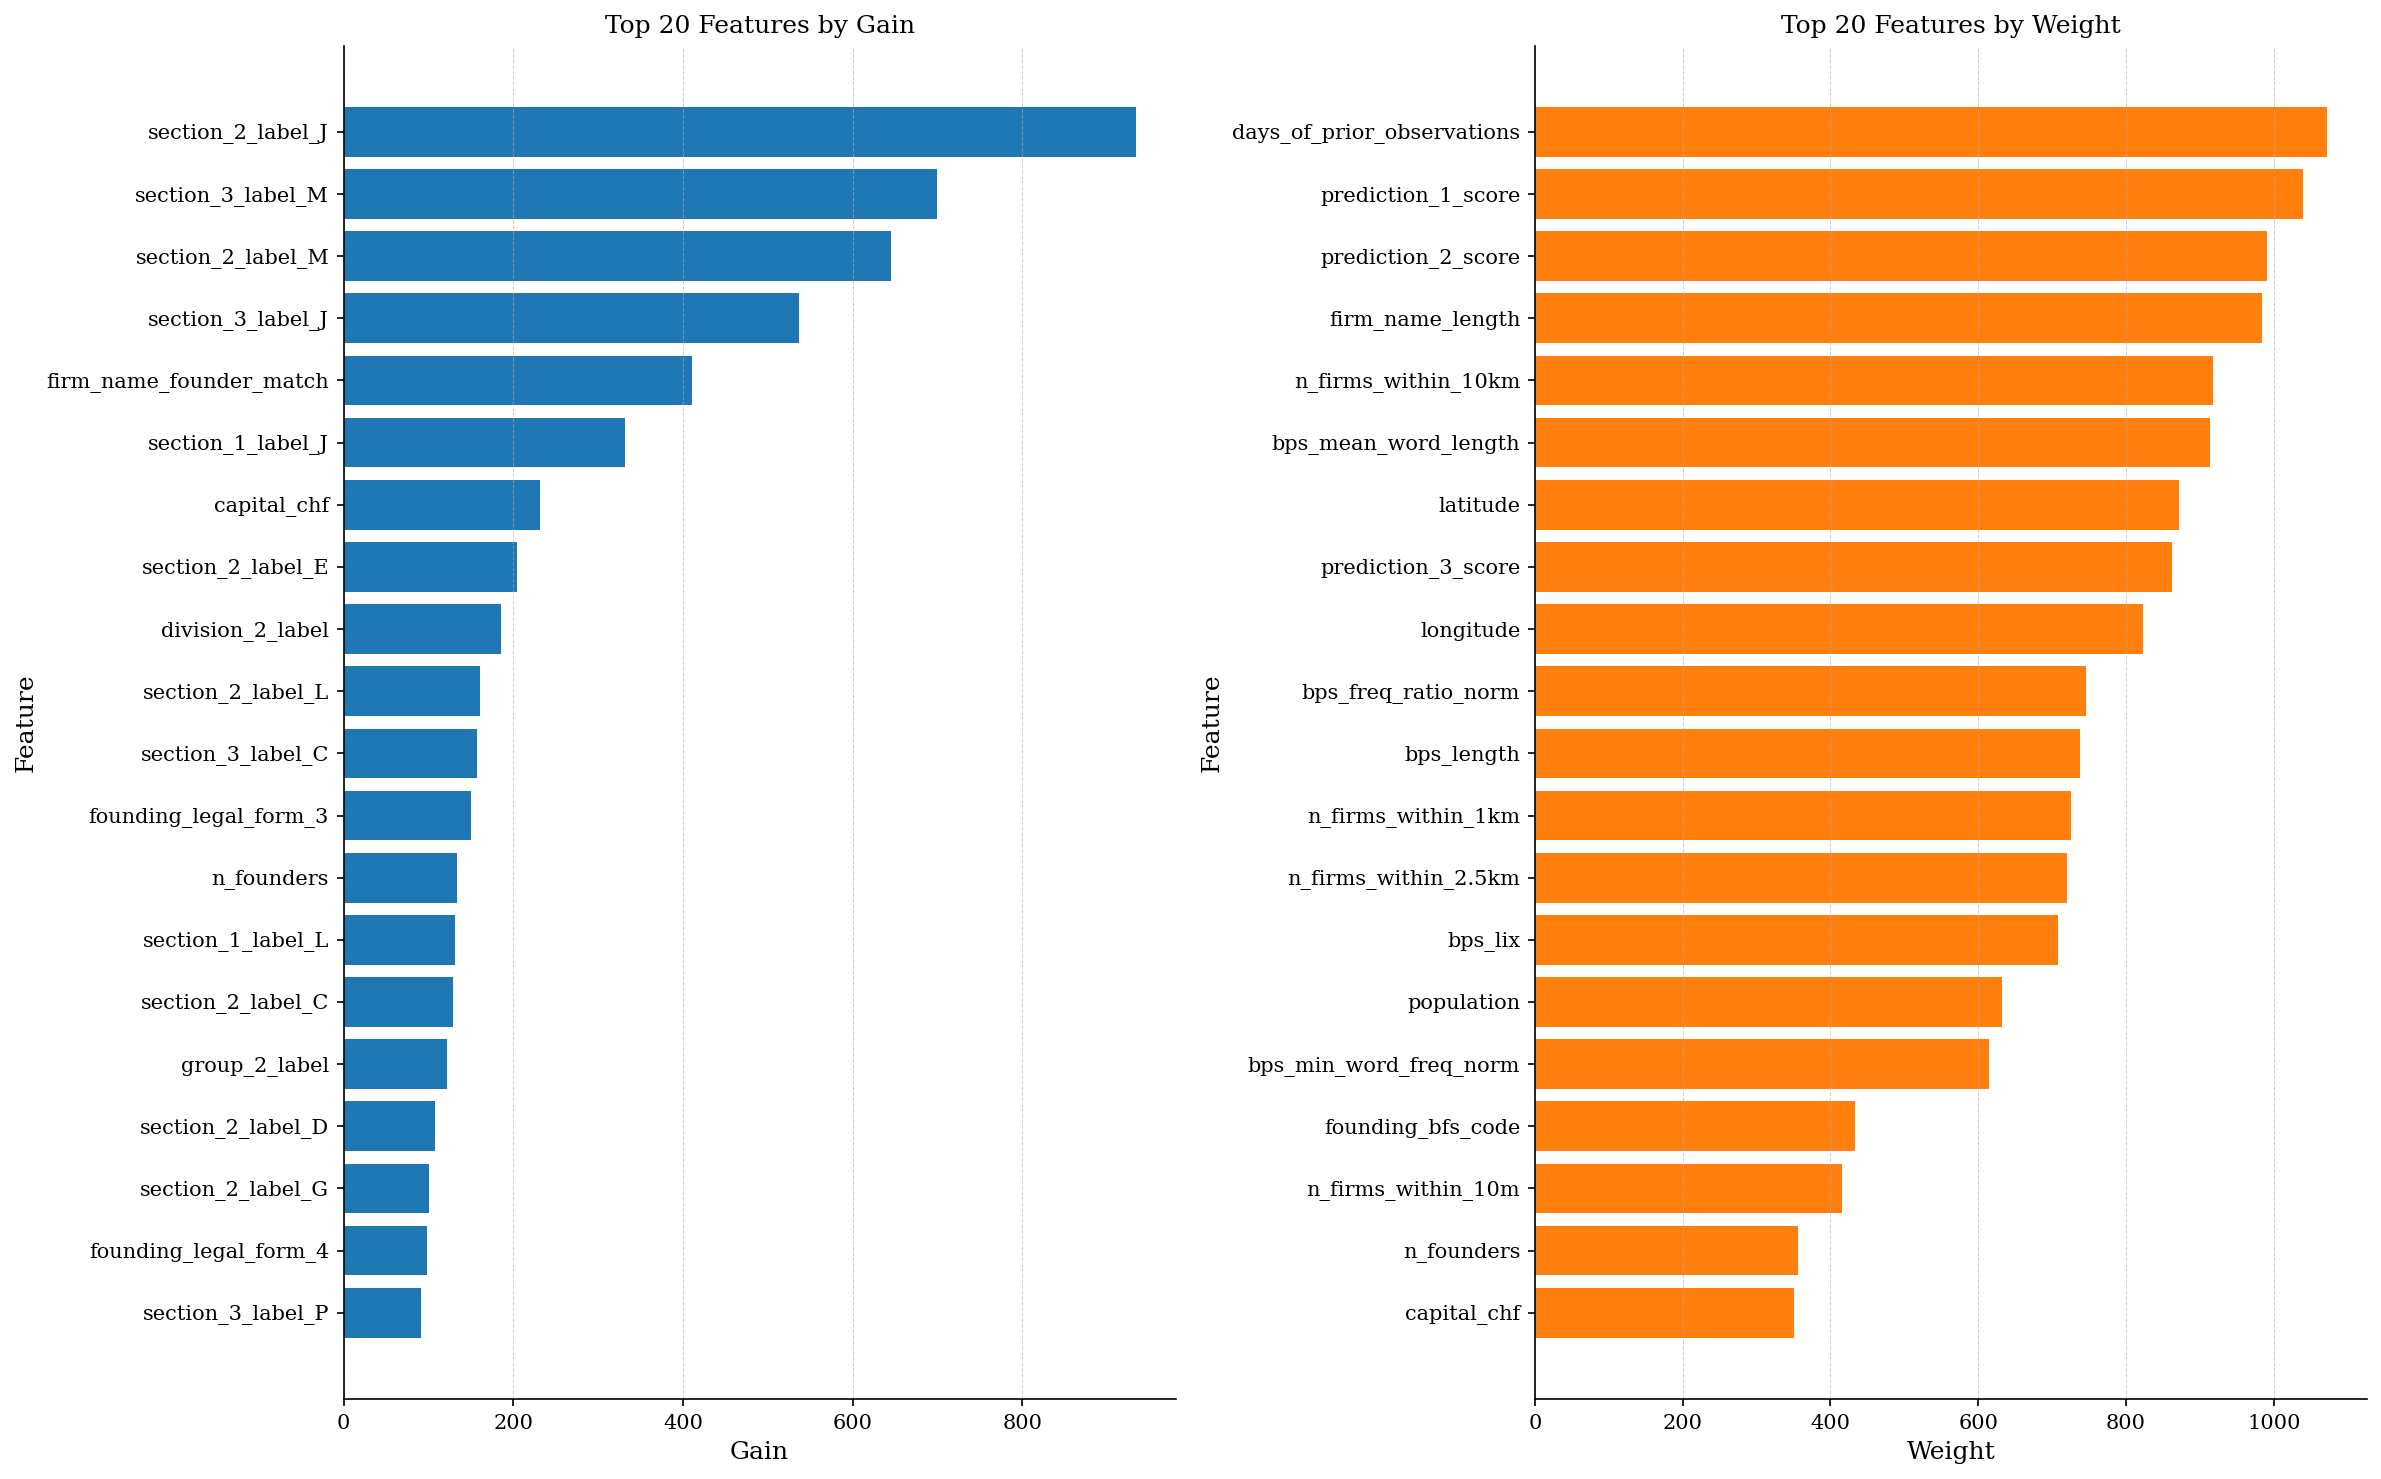 Top 20 Features by Gain
section_2_label_J
section_3_label_M
section_2_label_M
section_3_label_J
firm_name_founder_match
section_1_label_J
capital_chf
section_2_label_E
division_2_label
section_2_label_L
section_3_label_C
founding_legal_form_3
n_founders
section_1_label_L
section_2_label_C
group_2_label
section_2_label_D
section_2_label_G
founding_legal_form_4
section_3_label_P
Feature
0 200 400 600 800
Gain
Top 20 Features by Weight
days_of_prior_observations
prediction_1_score
prediction_2_score
firm_name_length
n_firms_within_10km
bps_mean_word_length
latitude
prediction_3_score
longitude
bps_freq_ratio_norm
bps_length
n_firms_within_1km
n_firms_within_2.5km
bps_lix
population
bps_min_word_freq_norm
founding_bfs_code
n_firms_within_10m
n_founders
capital_chf
Feature
0 200 400 600 800 1000
Weight